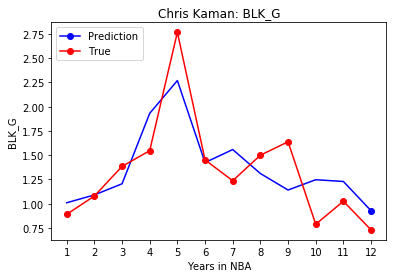 Chris Kaman: BLK_G
Prediction
True
BLK_G
2.75
2.50
2.25
2.00
1.75
1.50
1.25
1.00
0.75
1 2 3 4 5 6 7 8 9 10 11 12
Years in NBA